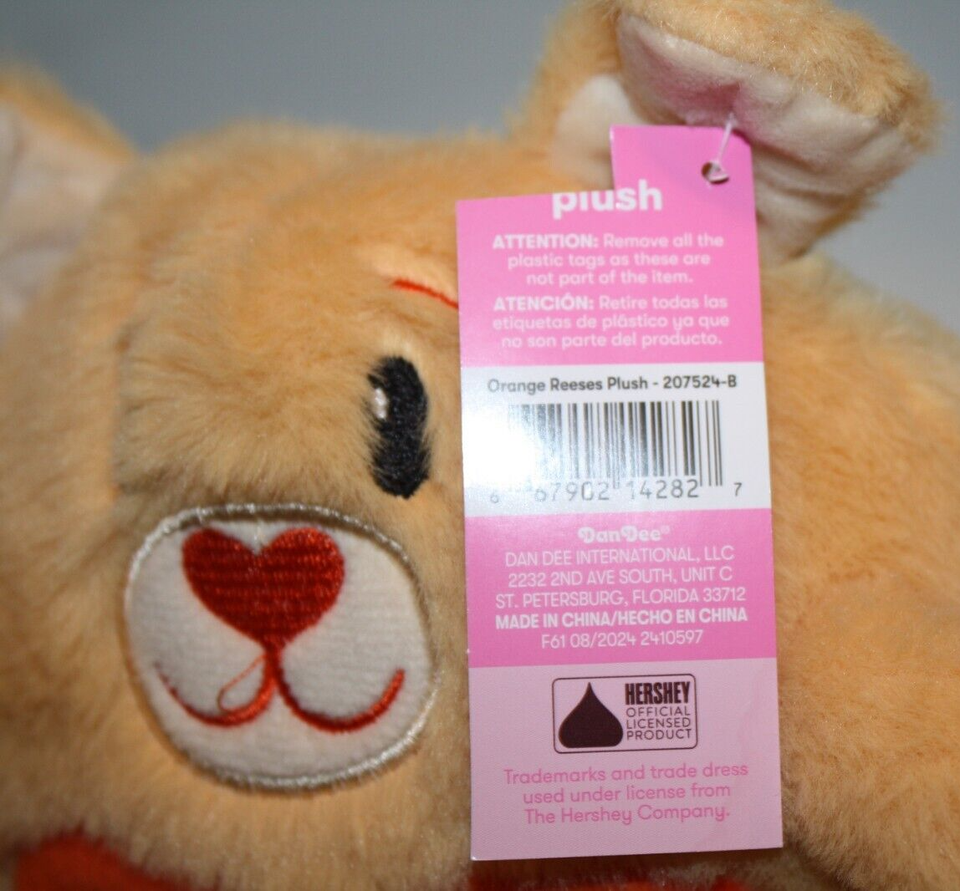 plush
ATTENTION: Remove all the
plastic tags as these are
not part of the item.
ATENCIÓN: Retire todas las
etiquetas de plástico ya que
no son parte del producto.
Orange Reeses Plush - 207524-B
6 67902 14282 7
DanDee®
DAN DEE INTERNATIONAL, LLC
2232 2ND AVE SOUTH, UNIT C
ST. PETERSBURG, FLORIDA 33712
MADE IN CHINA/HECHO EN CHINA
F61 08/2024 2410597
HERSHEY
OFFICIAL
LICENSED
PRODUCT
Trademarks and trade dress
used under license from
The Hershey Company.